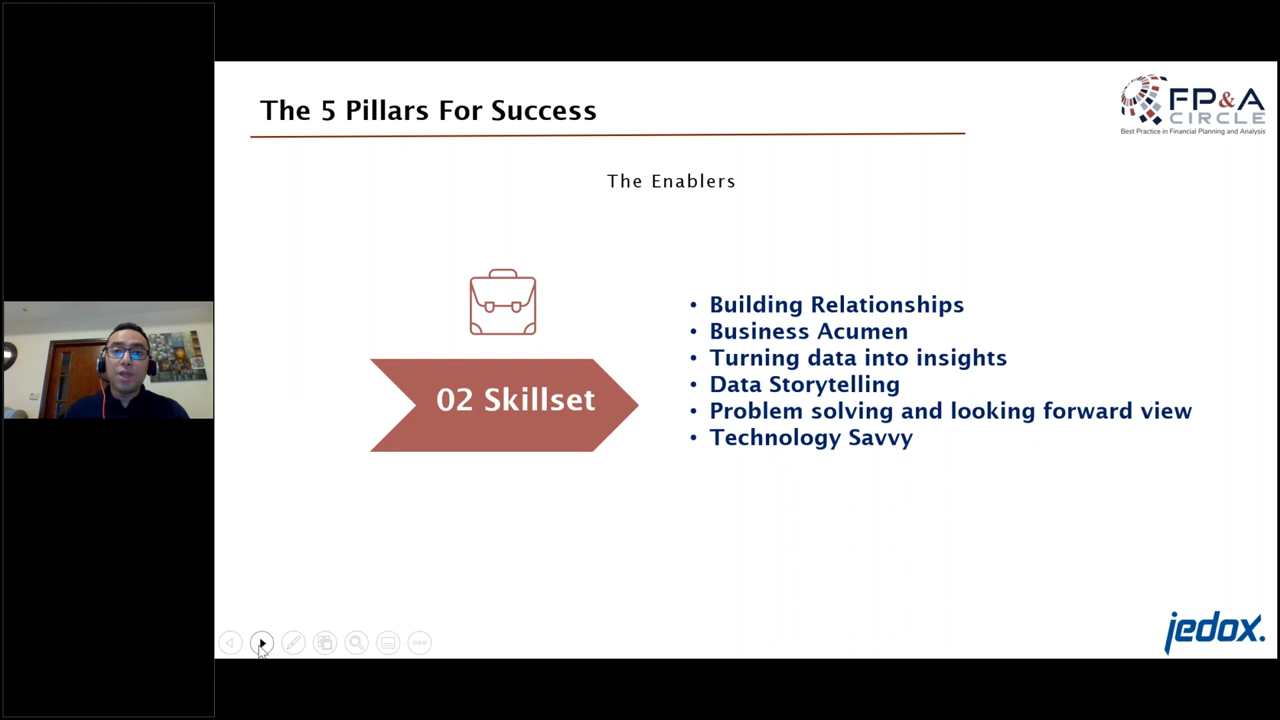 The 5 Pillars For Success
FP&A
CIRCLE
Best Practice in Financial Planning and Analysis
The Enablers
02 Skillset
• Building Relationships
• Business Acumen
• Turning data into insights
• Data Storytelling
• Problem solving and looking forward view
• Technology Savvy
jedox.